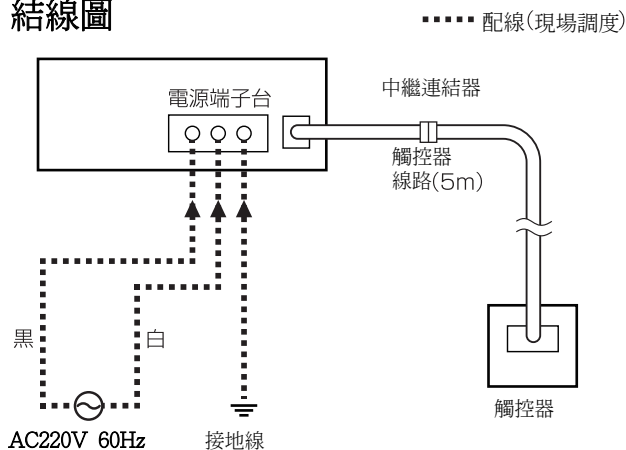 結線圖
配線(現場調度)
電源端子台
中繼連結器
觸控器
線路(5m)
黑
白
觸控器
AC220V 60Hz
接地線